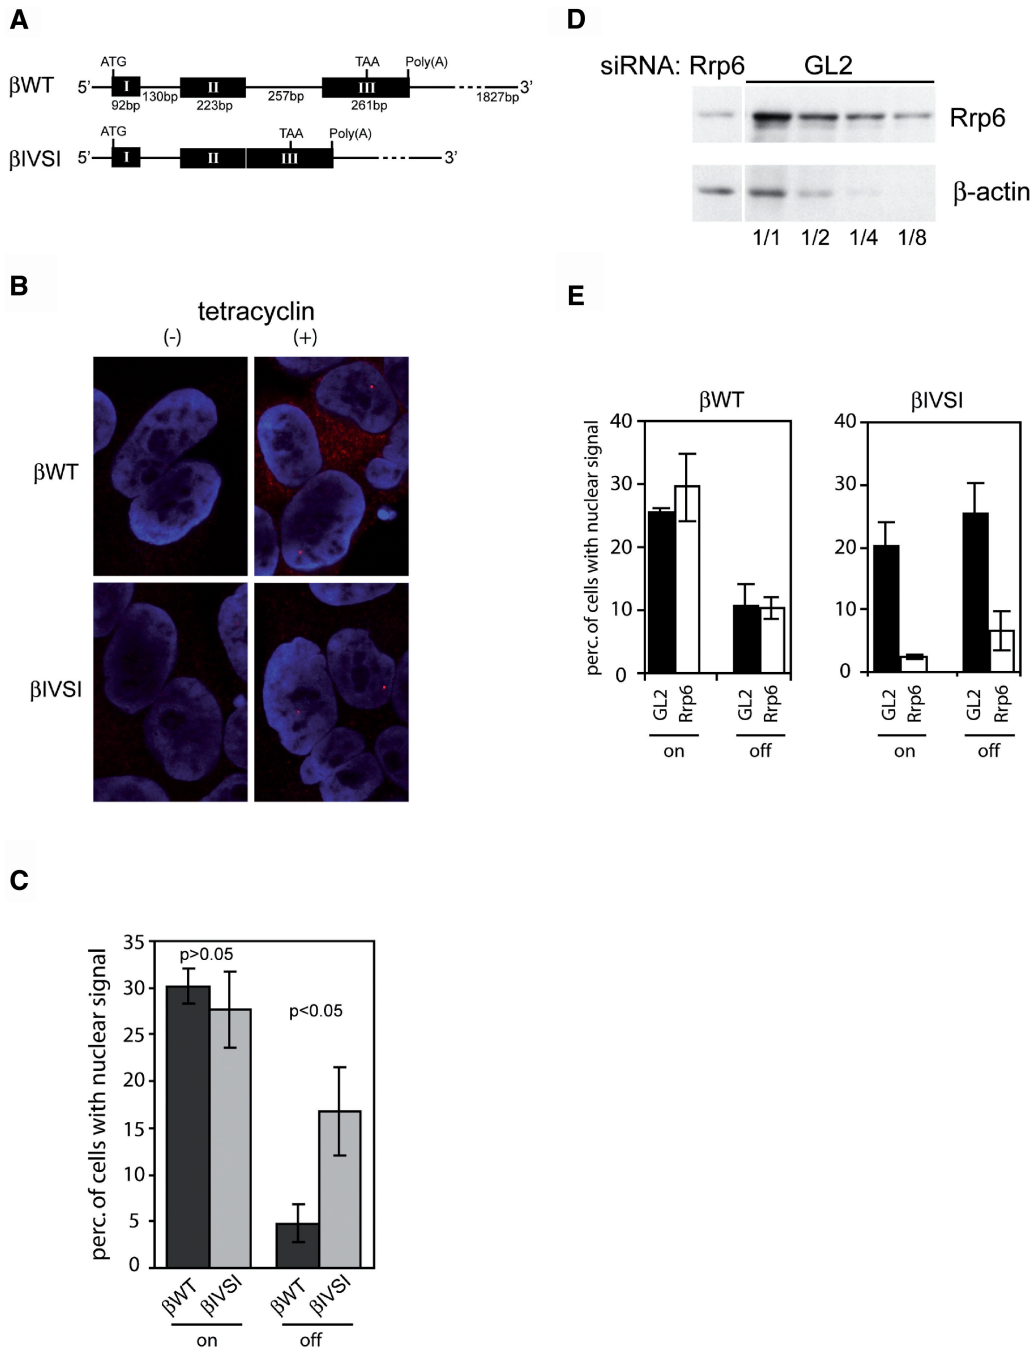 A
βWT
5’
ATG
I
II
III
TAA
Poly(A)
3’
92bp
130bp
223bp
257bp
261bp
1827bp
βIVSI
5’
ATG
I
II
III
TAA
Poly(A)
3’
B
tetracyclin
(-) (+)
βWT
βIVSI
C
perc. of cells with nuclear signal
35
30
25
20
15
10
5
0
p>0.05
p<0.05
βWT βIVSI βWT βIVSI
on off
D
siRNA: Rrp6 GL2
Rrp6
β-actin
1/1 1/2 1/4 1/8
E
βWT
perc. of cells with nuclear signal
40
30
20
10
0
GL2 Rrp6 GL2 Rrp6
on off
βIVSI
40
30
20
10
0
GL2 Rrp6 GL2 Rrp6
on off